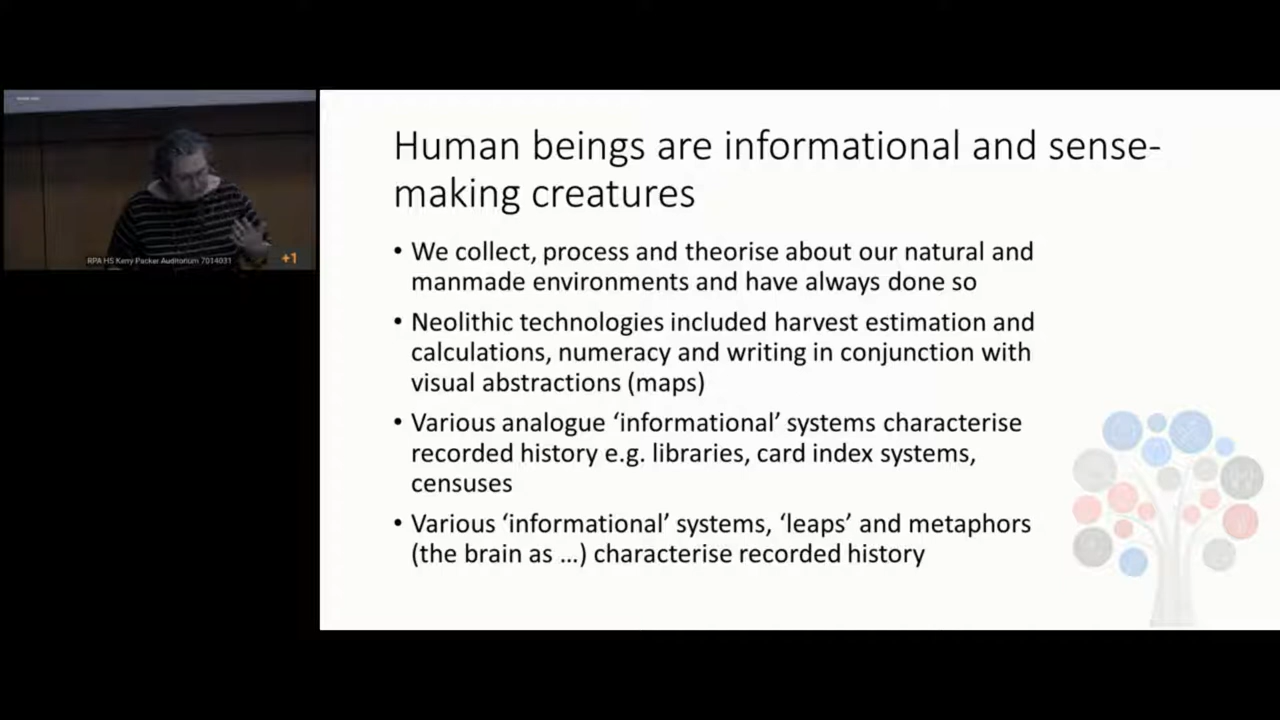 Human beings are informational and sense-
making creatures
• We collect, process and theorise about our natural and
manmade environments and have always done so
• Neolithic technologies included harvest estimation and
calculations, numeracy and writing in conjunction with
visual abstractions (maps)
• Various analogue ‘informational’ systems characterise
recorded history e.g. libraries, card index systems,
censuses
• Various ‘informational’ systems, ‘leaps’ and metaphors
(the brain as ...) characterise recorded history
RPA HS Kerry Packer Auditorium 7014031
+1